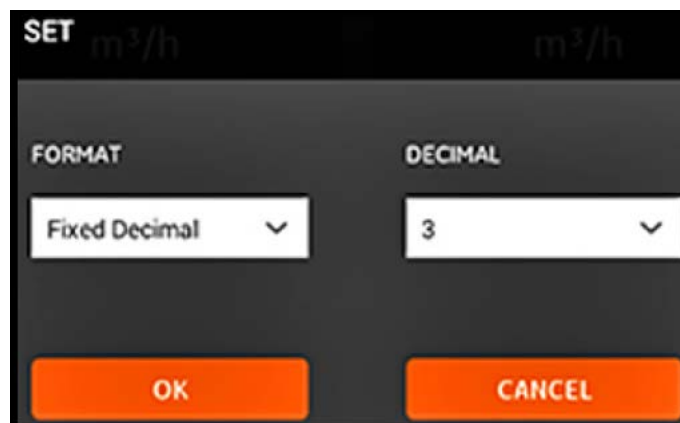 SET
m³/h m³/h
FORMAT DECIMAL
Fixed Decimal 3
OK CANCEL